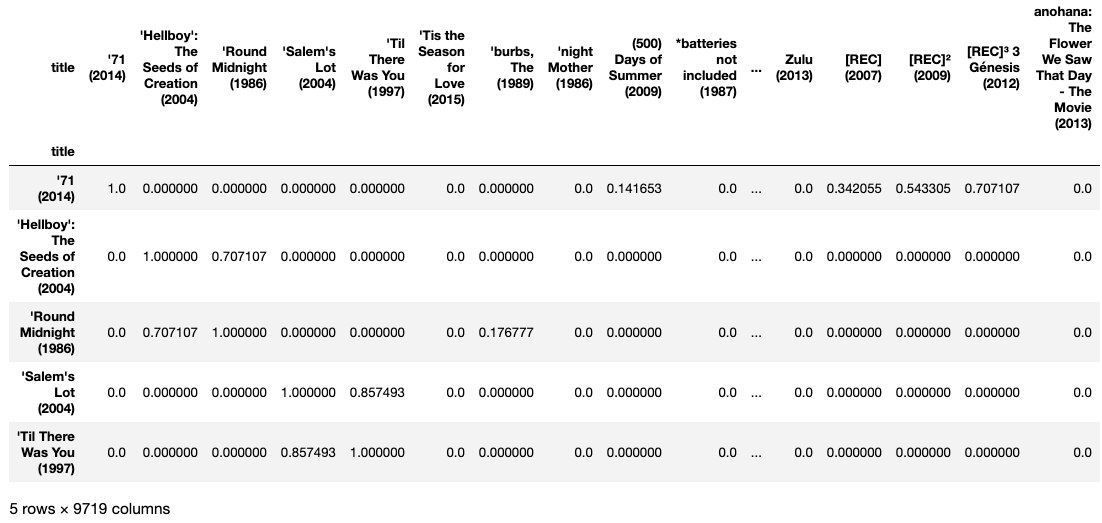 title '71 (2014) 'Hellboy': The Seeds of Creation (2004) 'Round Midnight (1986) 'Salem's Lot (2004) 'Til There Was You (1997) 'Tis the Season for Love (2015) 'burbs, The (1989) 'night Mother (1986) (500) Days of Summer (2009) *batteries not included (1987) ... Zulu (2013) [REC] (2007) [REC]² (2009) [REC]³ 3 Génesis (2012) anohana: The Flower We Saw That Day - The Movie (2013)
title
'71 (2014) 1.0 0.000000 0.000000 0.000000 0.000000 0.0 0.000000 0.0 0.141653 0.0 ... 0.0 0.342055 0.543305 0.707107 0.0
'Hellboy': The Seeds of Creation (2004) 0.0 1.000000 0.707107 0.000000 0.000000 0.0 0.000000 0.0 0.000000 0.0 ... 0.0 0.000000 0.000000 0.000000 0.0
'Round Midnight (1986) 0.0 0.707107 1.000000 0.000000 0.000000 0.0 0.176777 0.0 0.000000 0.0 ... 0.0 0.000000 0.000000 0.000000 0.0
'Salem's Lot (2004) 0.0 0.000000 0.000000 1.000000 0.857493 0.0 0.000000 0.0 0.000000 0.0 ... 0.0 0.000000 0.000000 0.000000 0.0
'Til There Was You (1997) 0.0 0.000000 0.000000 0.857493 1.000000 0.0 0.000000 0.0 0.000000 0.0 ... 0.0 0.000000 0.000000 0.000000 0.0
5 rows × 9719 columns